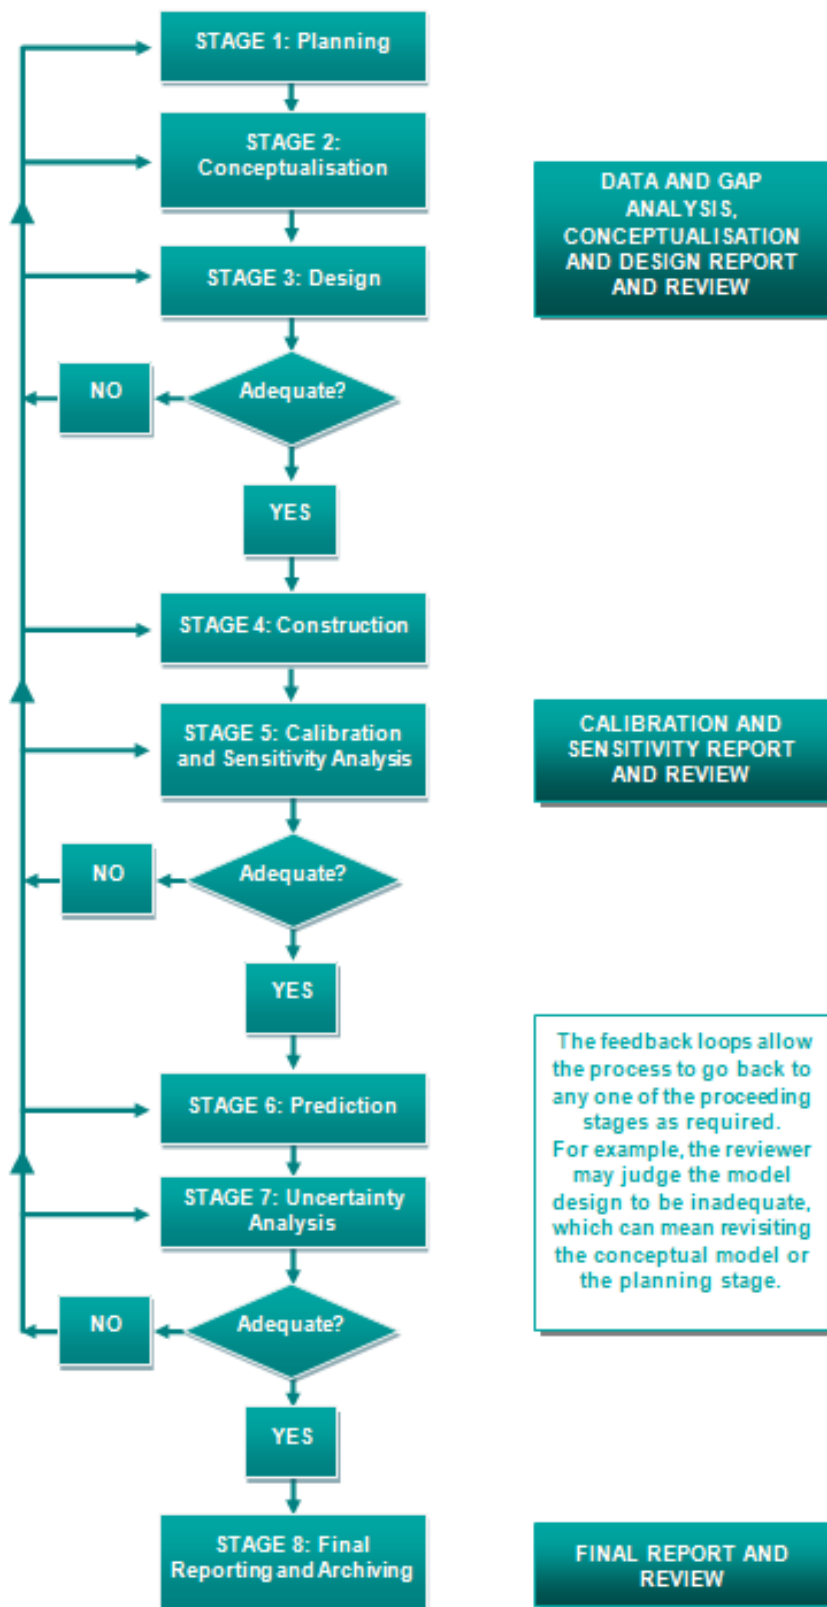 STAGE 1: Planning
STAGE 2:
Conceptualisation
DATA AND GAP
ANALYSIS,
CONCEPTUALISATION
AND DESIGN REPORT
AND REVIEW
STAGE 3: Design
Adequate?
NO
YES
STAGE 4: Construction
STAGE 5: Calibration
and Sensitivity Analysis
CALIBRATION AND
SENSITIVITY REPORT
AND REVIEW
Adequate?
NO
YES
The feedback loops allow
the process to go back to
any one of the proceeding
stages as required.
For example, the reviewer
may judge the model
design to be inadequate,
which can mean revisiting
the conceptual model or
the planning stage.
STAGE 6: Prediction
STAGE 7: Uncertainty
Analysis
Adequate?
NO
YES
STAGE 8: Final
Reporting and Archiving
FINAL REPORT AND
REVIEW